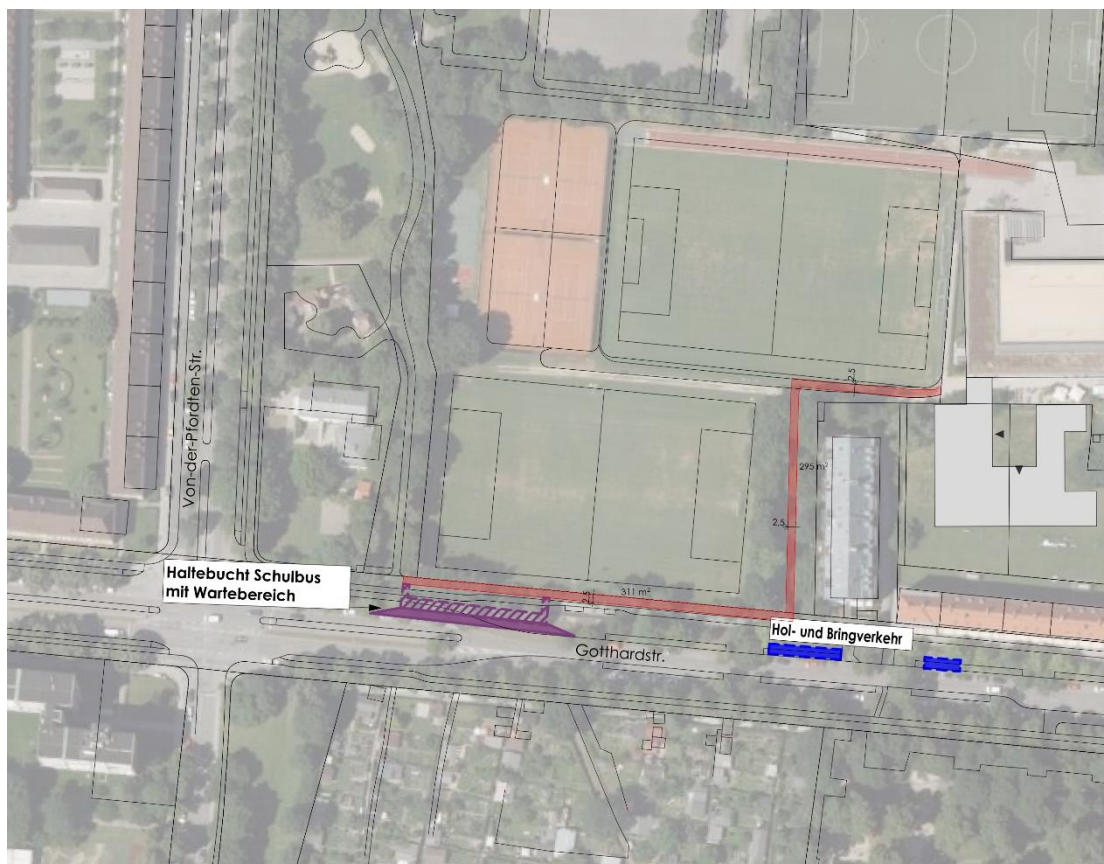 2.5
Von-der-Pfordten-Str.
295 m²
2.5
Haltebucht Schulbus
mit Wartebereich
2.5
311 m²
Hol- und Bringverkehr
Gotthardstr.